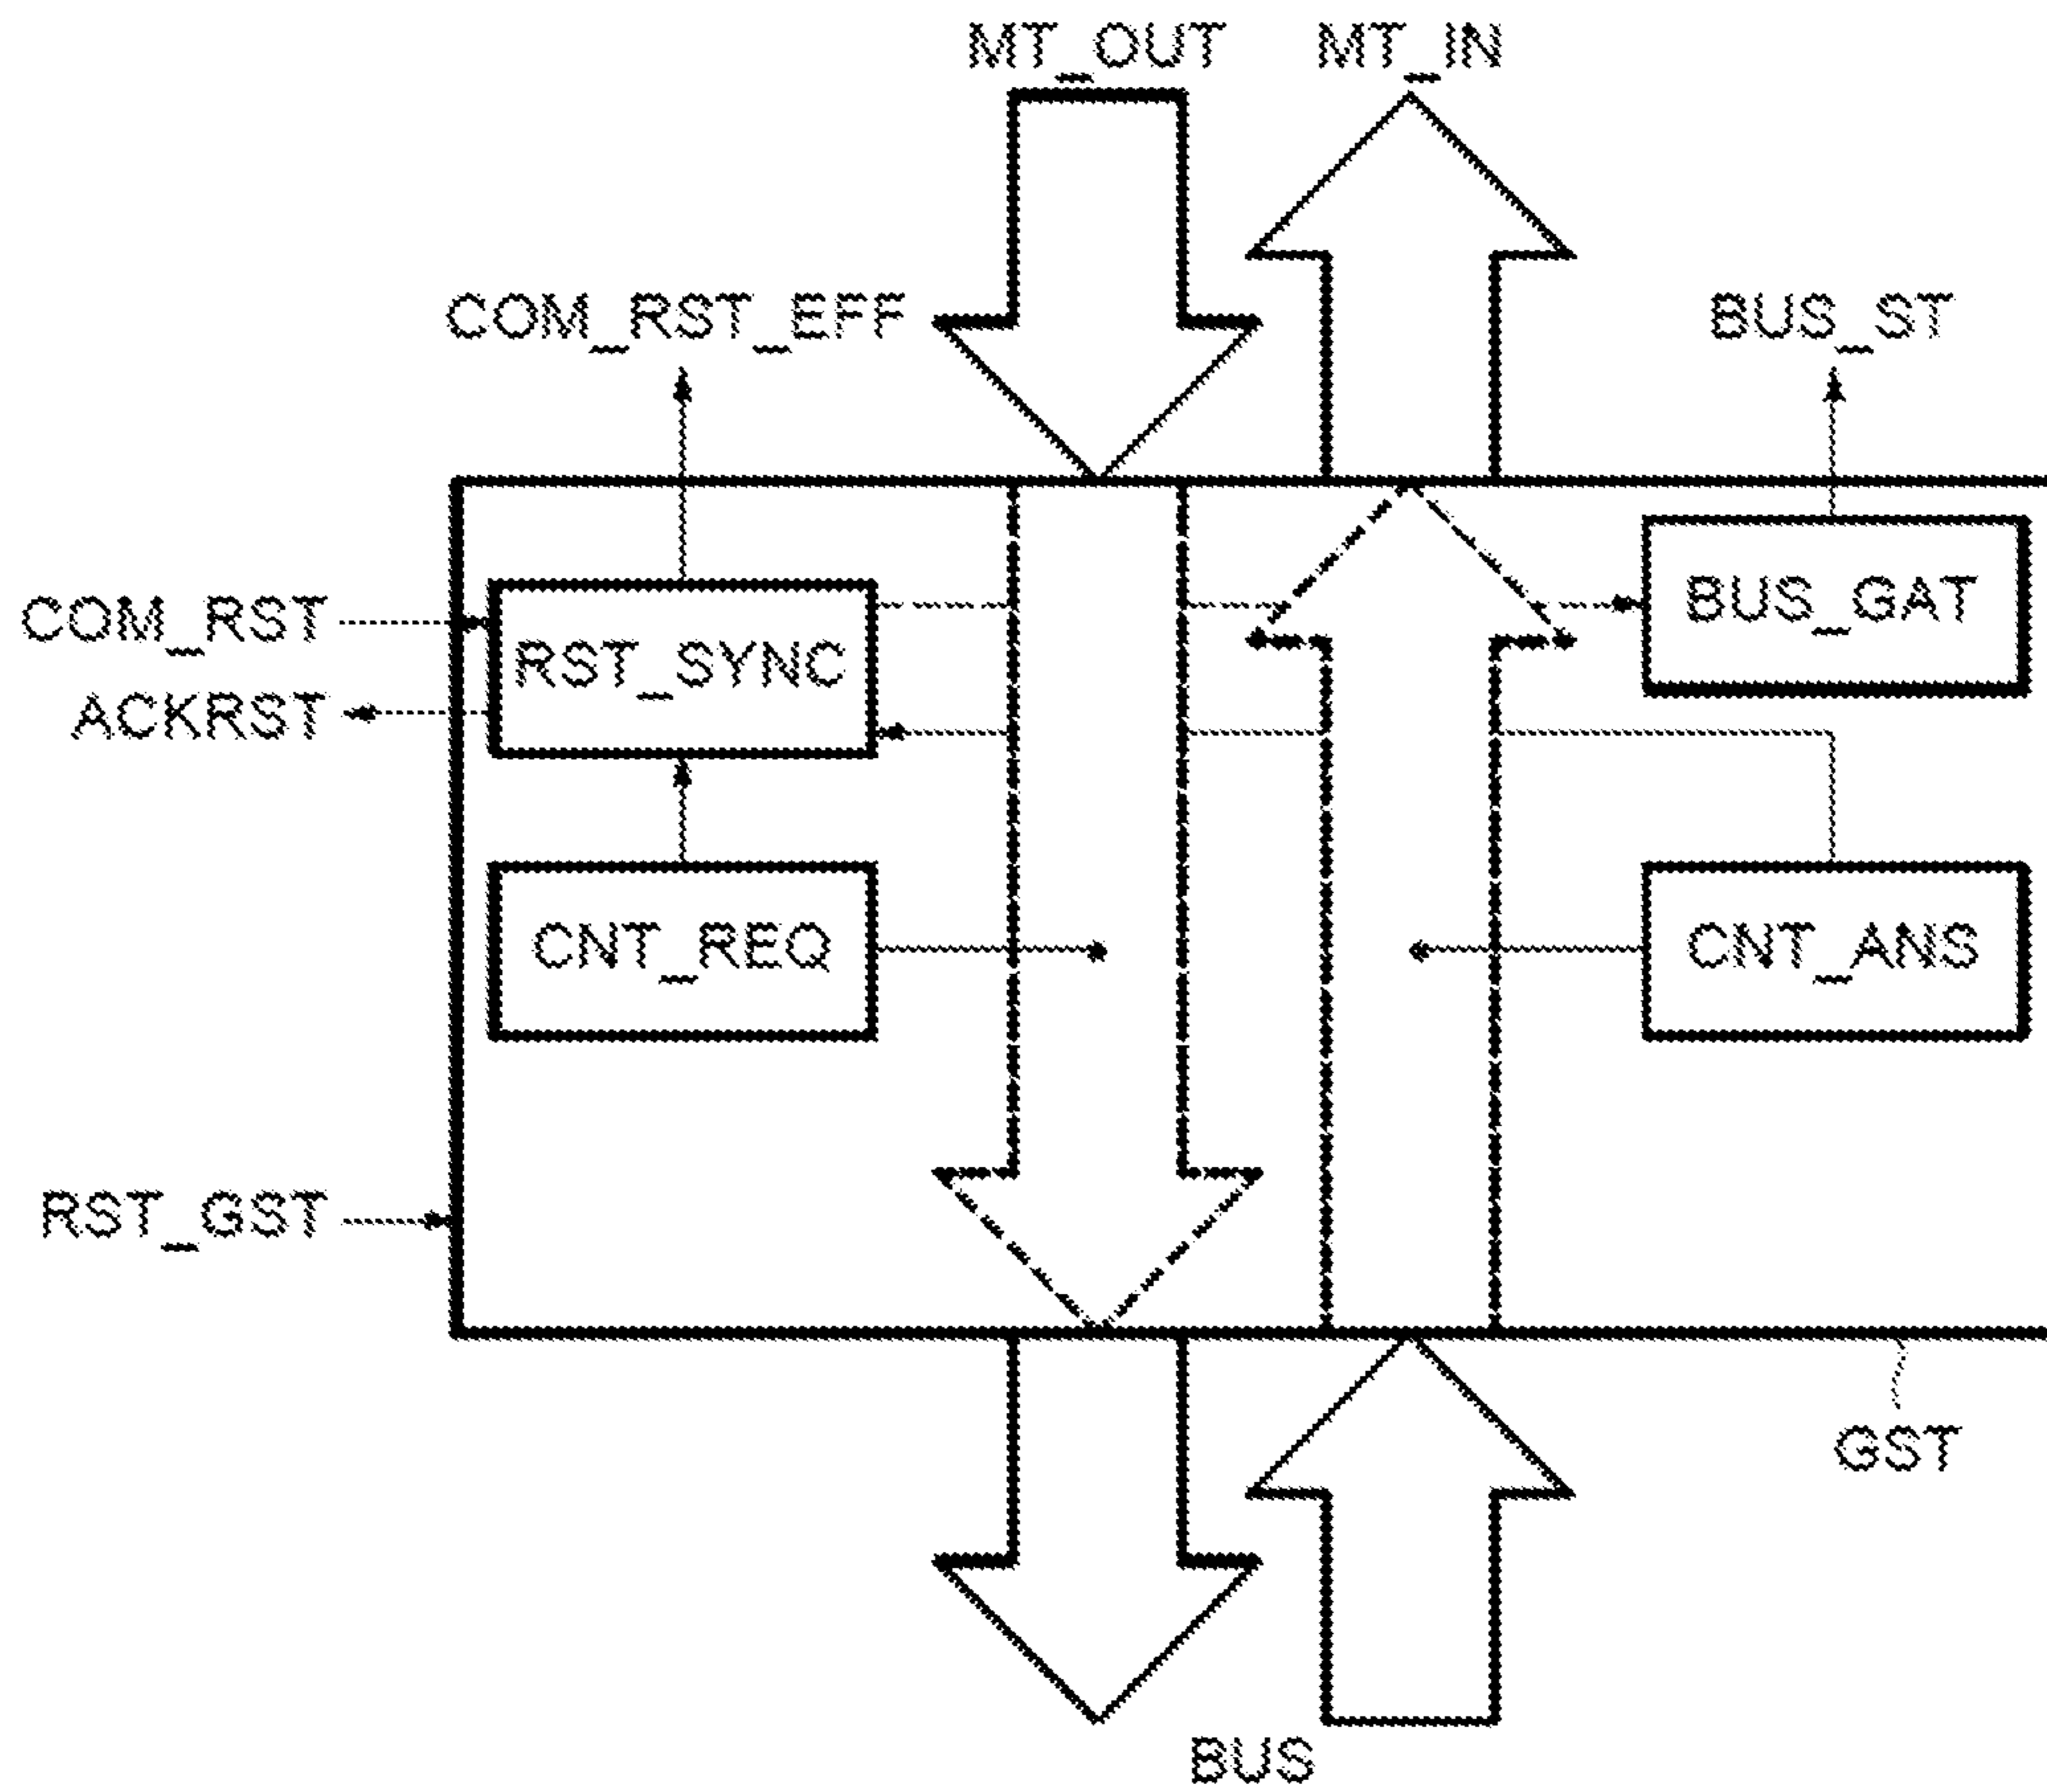 MT_OUT MT_IN
COM_RST_EFF BUS_ST
COM_RST
RST_SYNC
BUS_GAT
ACKRST
CNT_REQ
CNT_ANS
RST_GST
GST
BUS